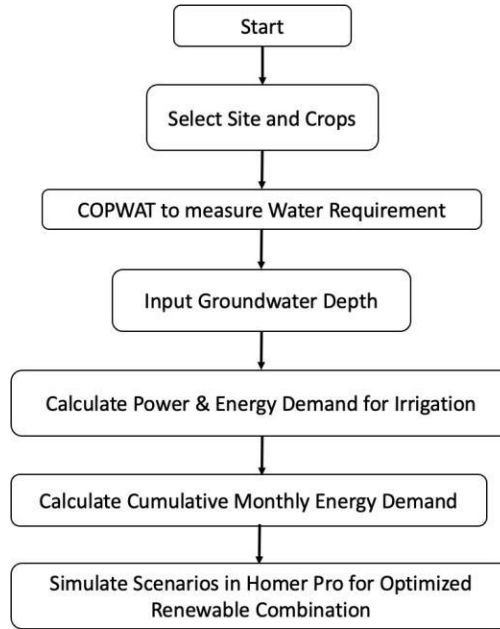 Start
Select Site and Crops
COPWAT to measure Water Requirement
Input Groundwater Depth
Calculate Power & Energy Demand for Irrigation
Calculate Cumulative Monthly Energy Demand
Simulate Scenarios in Homer Pro for Optimized
Renewable Combination